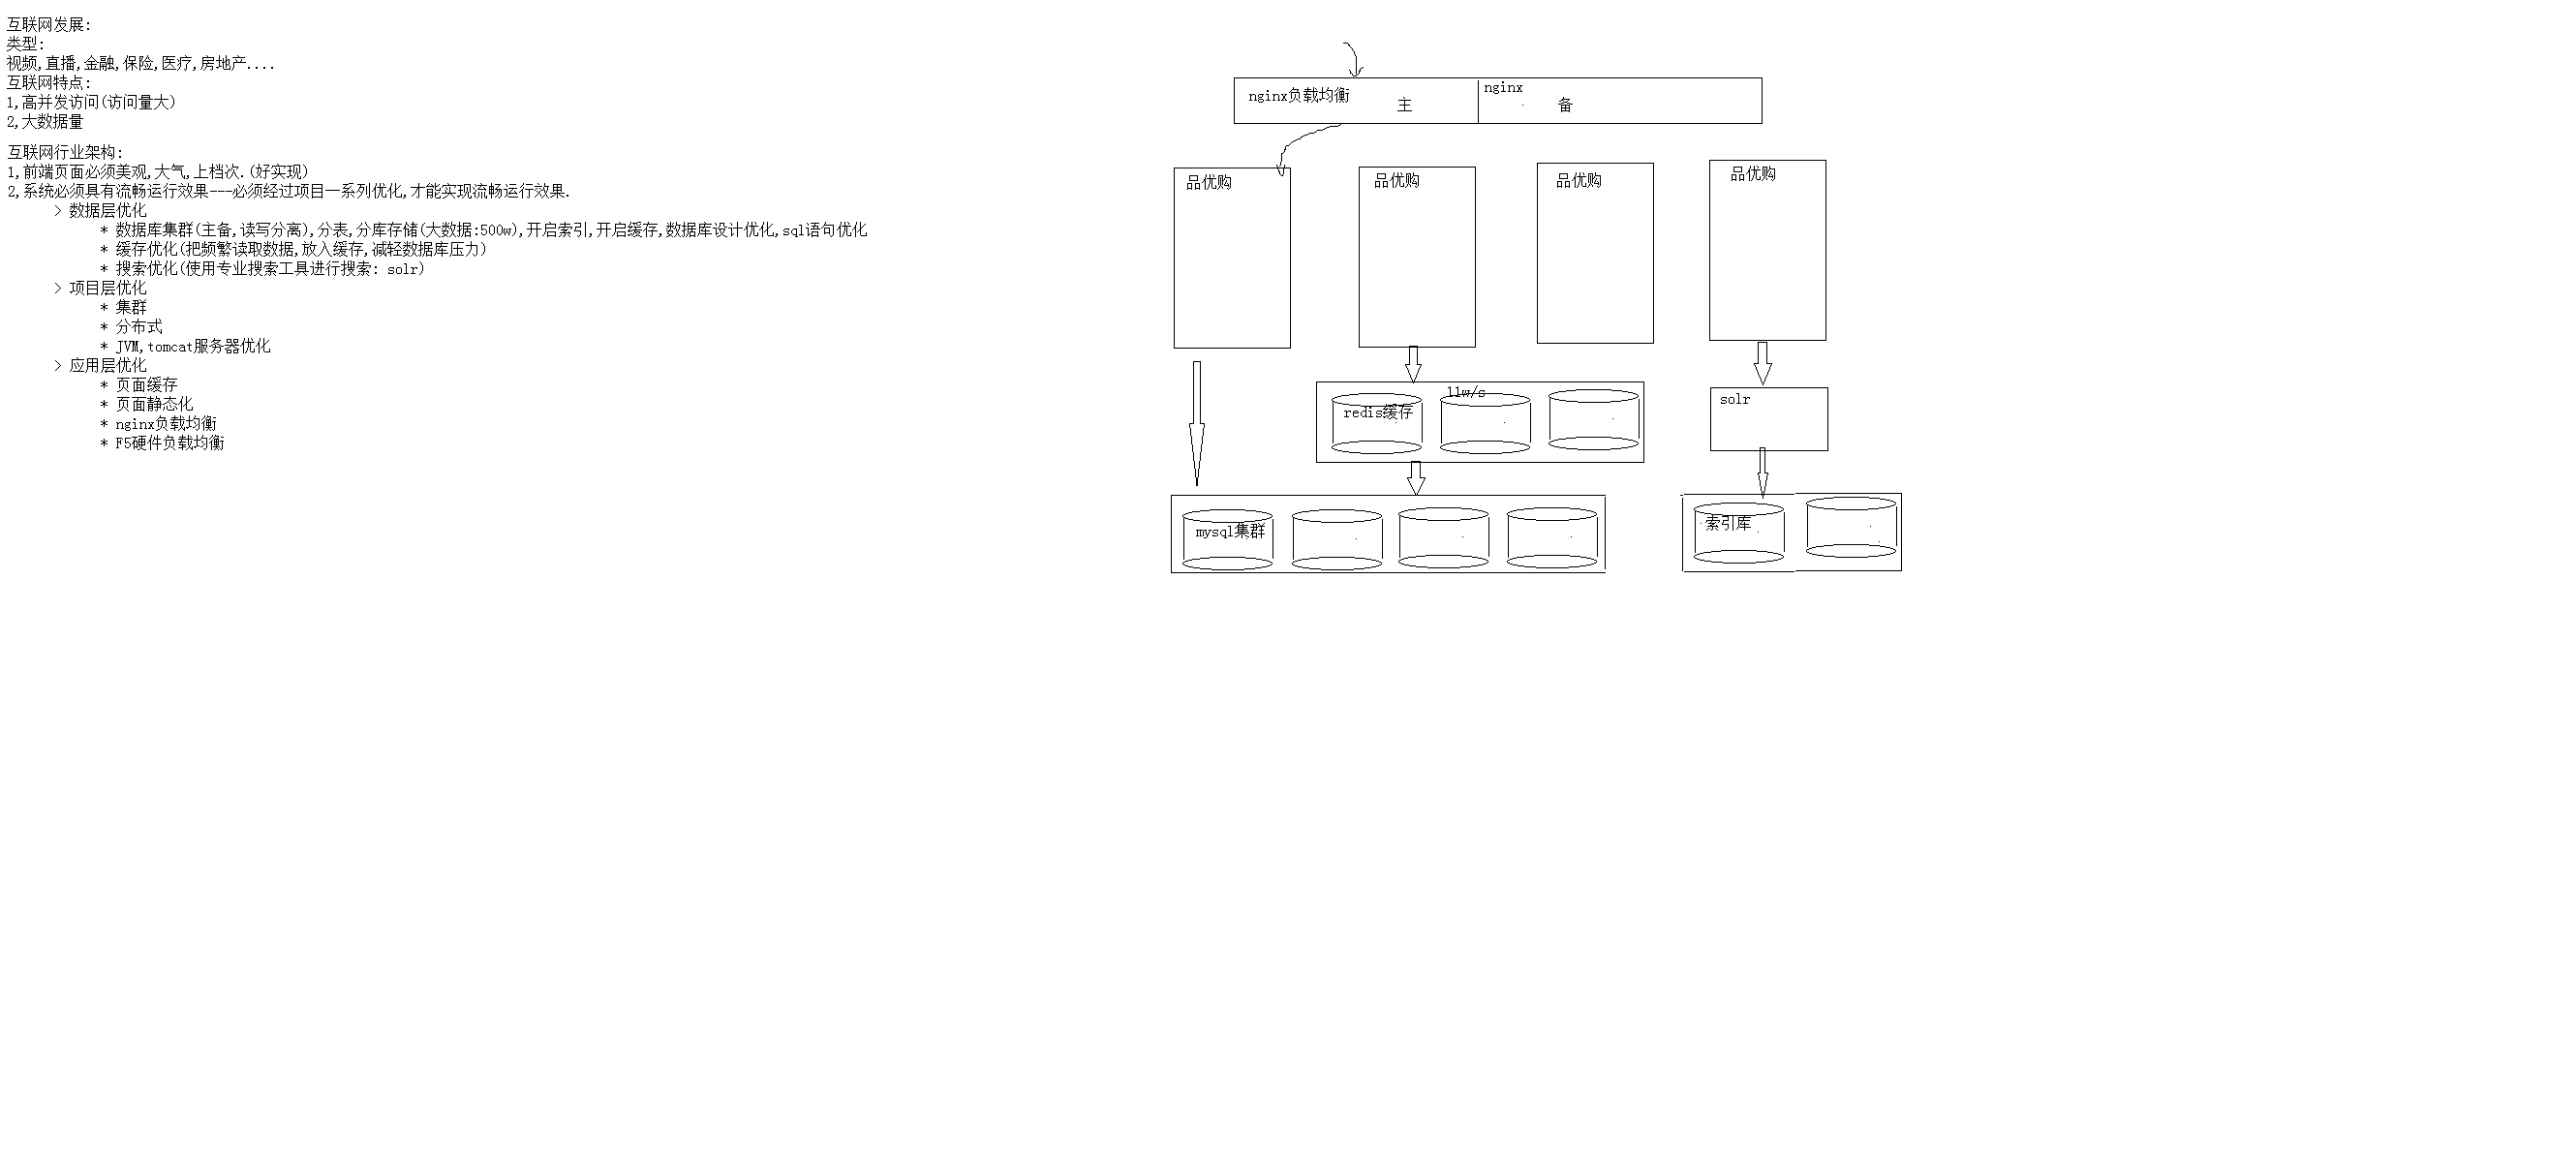 互联网发展:
类型:
视频,直播,金融,保险,医疗,房地产....
互联网特点:
1,高并发访问(访问量大)
2,大数据量
互联网行业架构:
1,前端页面必须美观,大气,上档次.(好实现)
2,系统必须具有流畅运行效果---必须经过项目一系列优化,才能实现流畅运行效果.
> 数据层优化
* 数据库集群(主备,读写分离),分表,分库存储(大数据:500w),开启索引,开启缓存,数据库设计优化,sql语句优化
* 缓存优化(把频繁读取数据,放入缓存,减轻数据库压力)
* 搜索优化(使用专业搜索工具进行搜索: solr)
> 项目层优化
* 集群
* 分布式
* JVM,tomcat服务器优化
> 应用层优化
* 页面缓存
* 页面静态化
* nginx负载均衡
* F5硬件负载均衡
nginx负载均衡
主
nginx
备
品优购
品优购
品优购
品优购
11w/s
redis缓存
solr
mysql集群
索引库